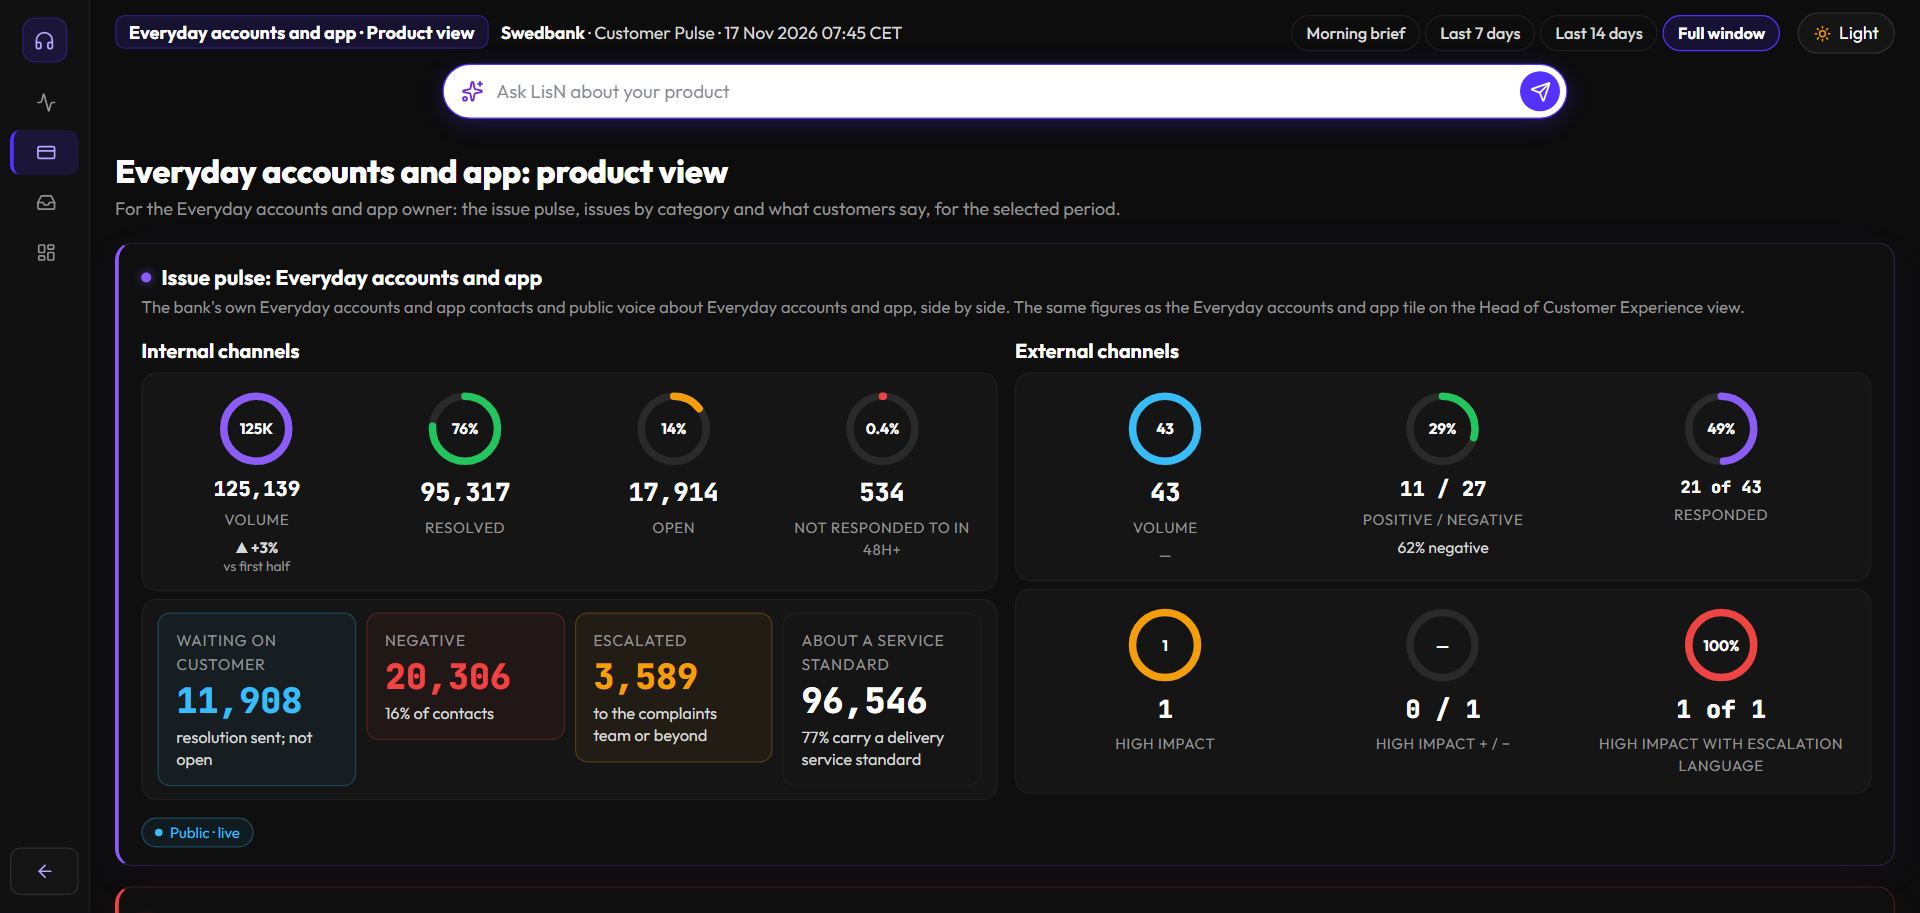 Everyday accounts and app · Product view
Swedbank · Customer Pulse · 17 Nov 2026 07:45 CET
Morning brief
Last 7 days
Last 14 days
Full window
Light
Ask LisN about your product
Everyday accounts and app: product view
For the Everyday accounts and app owner: the issue pulse, issues by category and what customers say, for the selected period.
Issue pulse: Everyday accounts and app
The bank's own Everyday accounts and app contacts and public voice about Everyday accounts and app, side by side. The same figures as the Everyday accounts and app tile on the Head of Customer Experience view.
Internal channels
125K
125,139
VOLUME
▲ +3%
vs first half
76%
95,317
RESOLVED
14%
17,914
OPEN
0.4%
534
NOT RESPONDED TO IN
48H+
WAITING ON
CUSTOMER
11,908
resolution sent; not
open
NEGATIVE
20,306
16% of contacts
ESCALATED
3,589
to the complaints
team or beyond
ABOUT A SERVICE
STANDARD
96,546
77% carry a delivery
service standard
External channels
43
43
VOLUME
—
29%
11 / 27
POSITIVE / NEGATIVE
62% negative
49%
21 of 43
RESPONDED
1
1
HIGH IMPACT
—
0 / 1
HIGH IMPACT + / −
100%
1 of 1
HIGH IMPACT WITH ESCALATION
LANGUAGE
Public · live